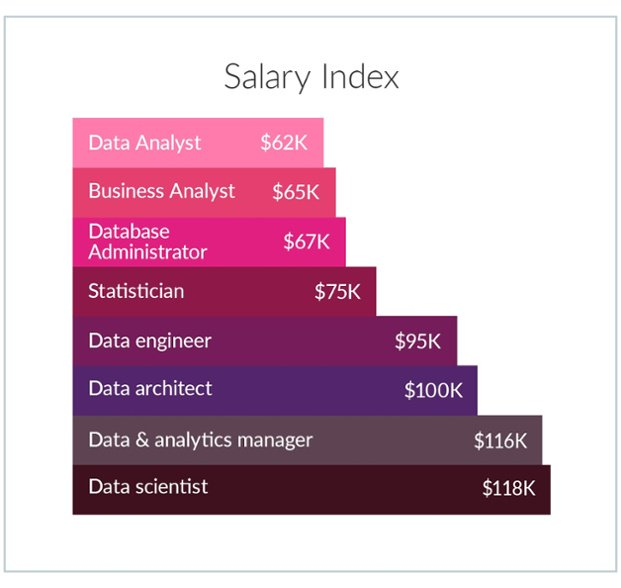 Salary Index
Data Analyst $62K
Business Analyst $65K
Database
Administrator $67K
Statistician $75K
Data engineer $95K
Data architect $100K
Data & analytics manager $116K
Data scientist $118K